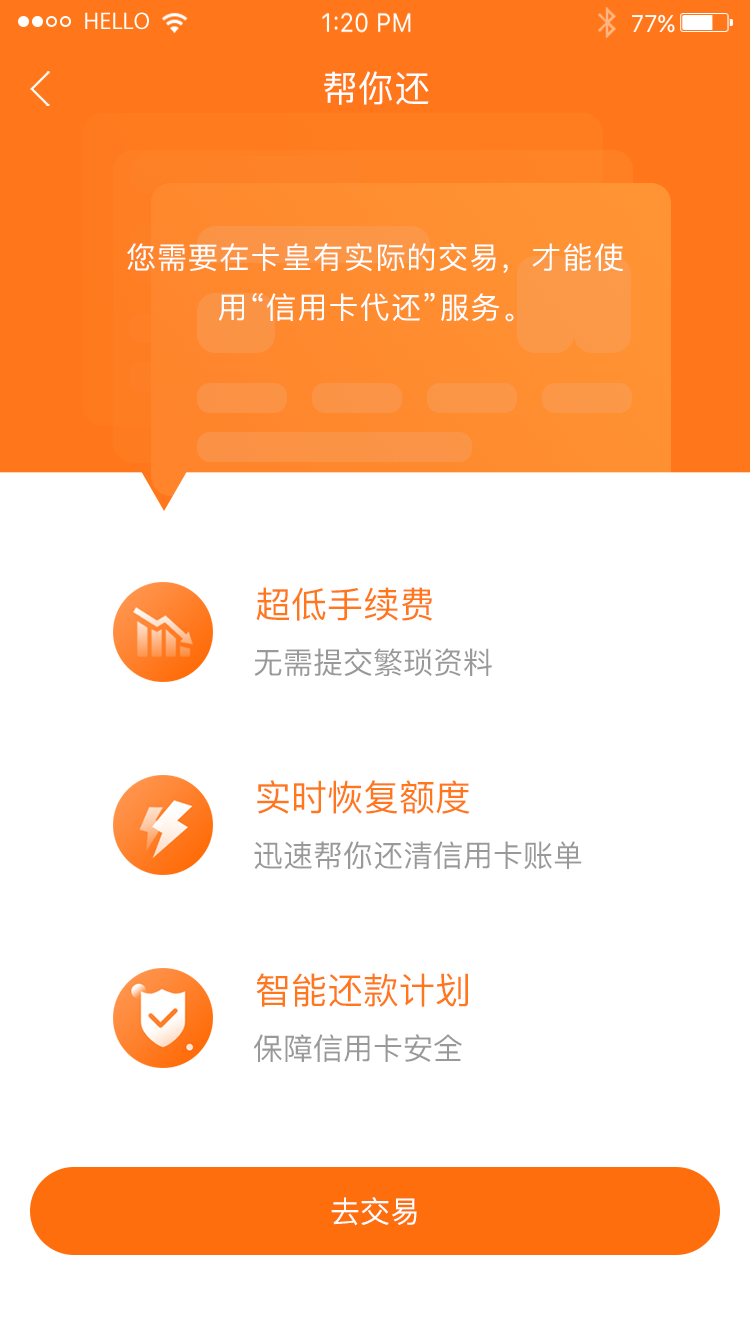 HELLO 1:20 PM 77%
帮你还
您需要在卡皇有实际的交易，才能使
用“信用卡代还”服务。
超低手续费
无需提交繁琐资料
实时恢复额度
迅速帮你还清信用卡账单
智能还款计划
保障信用卡安全
去交易